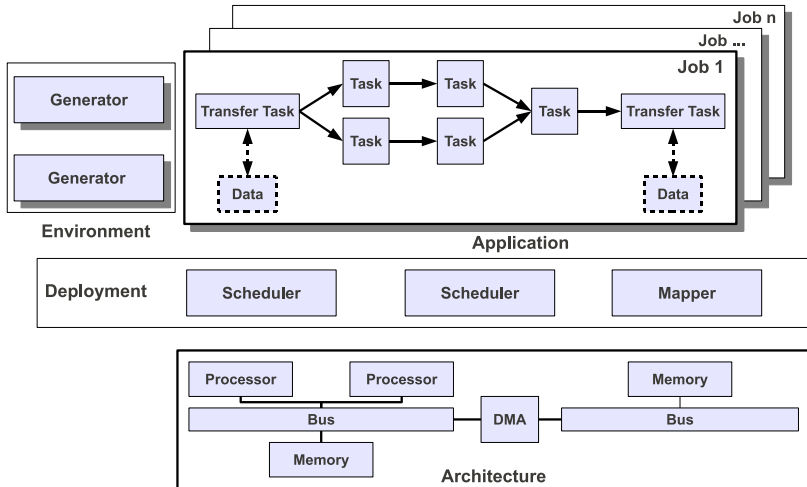 Job n
Job ...
Job 1
Generator
Generator
Environment
Transfer Task
Task
Task
Task
Task
Task
Transfer Task
Data
Data
Application
Deployment
Scheduler
Scheduler
Mapper
Processor
Processor
Memory
Bus
DMA
Bus
Memory
Architecture